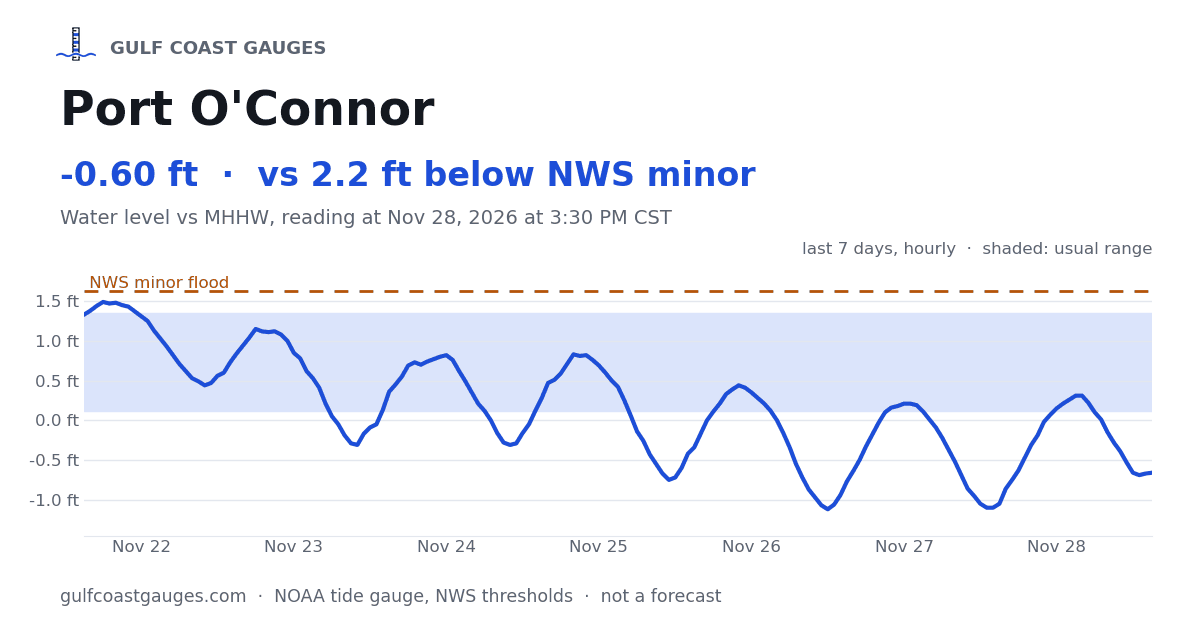 GULF COAST GAUGES
Port O'Connor
-0.60 ft · vs 2.2 ft below NWS minor
Water level vs MHHW, reading at Nov 28, 2026 at 3:30 PM CST
last 7 days, hourly · shaded: usual range
NWS minor flood
1.5 ft
1.0 ft
0.5 ft
0.0 ft
-0.5 ft
-1.0 ft
Nov 22 Nov 23 Nov 24 Nov 25 Nov 26 Nov 27 Nov 28
gulfcoastgauges.com · NOAA tide gauge, NWS thresholds · not a forecast